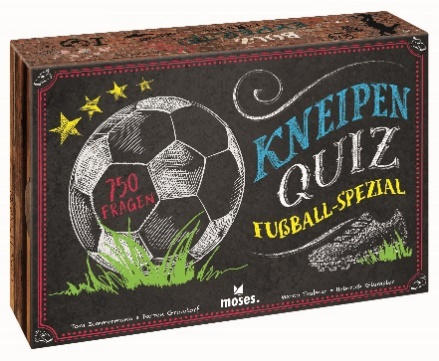 750
FRAGEN
KNEIPEN
QUIZ
FUßBALL-SPEZIAL
moses.